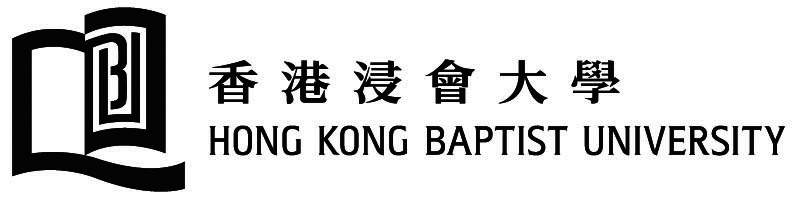 香港浸會大學
HONG KONG BAPTIST UNIVERSITY